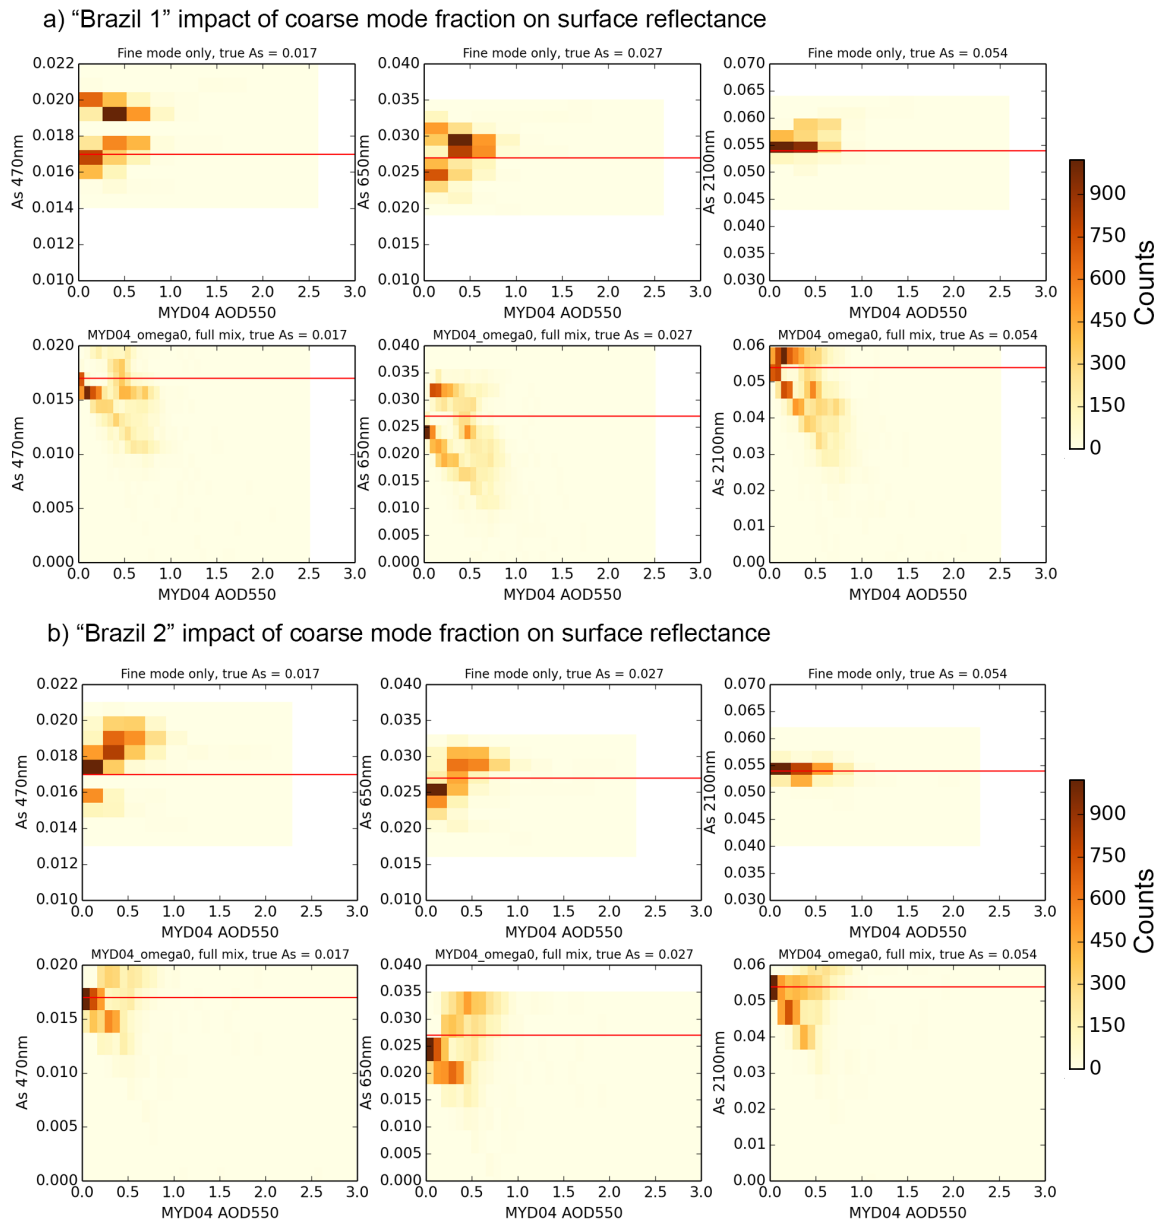 a) “Brazil 1” impact of coarse mode fraction on surface reflectance
Fine mode only, true As = 0.017
Fine mode only, true As = 0.027
Fine mode only, true As = 0.054
0.022
0.020
0.018
0.016
0.014
0.012
0.010
As 470nm
0.0 0.5 1.0 1.5 2.0 2.5 3.0
MYD04 AOD550
0.040
0.035
0.030
0.025
0.020
0.015
0.010
As 650nm
0.0 0.5 1.0 1.5 2.0 2.5 3.0
MYD04 AOD550
0.070
0.065
0.060
0.055
0.050
0.045
0.040
0.035
0.030
As 2100nm
0.0 0.5 1.0 1.5 2.0 2.5 3.0
MYD04 AOD550
MYD04_omega0, full mix, true As = 0.017
MYD04_omega0, full mix, true As = 0.027
MYD04_omega0, full mix, true As = 0.054
0.020
0.015
0.010
0.005
0.000
As 470nm
0.0 0.5 1.0 1.5 2.0 2.5 3.0
MYD04 AOD550
0.040
0.035
0.030
0.025
0.020
0.015
0.010
0.005
0.000
As 650nm
0.0 0.5 1.0 1.5 2.0 2.5 3.0
MYD04 AOD550
0.06
0.05
0.04
0.03
0.02
0.01
0.00
As 2100nm
0.0 0.5 1.0 1.5 2.0 2.5 3.0
MYD04 AOD550
900
750
600
450
300
150
0
Counts
b) “Brazil 2” impact of coarse mode fraction on surface reflectance
Fine mode only, true As = 0.017
Fine mode only, true As = 0.027
Fine mode only, true As = 0.054
0.022
0.020
0.018
0.016
0.014
0.012
0.010
As 470nm
0.0 0.5 1.0 1.5 2.0 2.5 3.0
MYD04 AOD550
0.040
0.035
0.030
0.025
0.020
0.015
0.010
As 650nm
0.0 0.5 1.0 1.5 2.0 2.5 3.0
MYD04 AOD550
0.070
0.065
0.060
0.055
0.050
0.045
0.040
0.035
0.030
As 2100nm
0.0 0.5 1.0 1.5 2.0 2.5 3.0
MYD04 AOD550
MYD04_omega0, full mix, true As = 0.017
MYD04_omega0, full mix, true As = 0.027
MYD04_omega0, full mix, true As = 0.054
0.020
0.015
0.010
0.005
0.000
As 470nm
0.0 0.5 1.0 1.5 2.0 2.5 3.0
MYD04 AOD550
0.040
0.035
0.030
0.025
0.020
0.015
0.010
0.005
0.000
As 650nm
0.0 0.5 1.0 1.5 2.0 2.5 3.0
MYD04 AOD550
0.06
0.05
0.04
0.03
0.02
0.01
0.00
As 2100nm
0.0 0.5 1.0 1.5 2.0 2.5 3.0
MYD04 AOD550
900
750
600
450
300
150
0
Counts